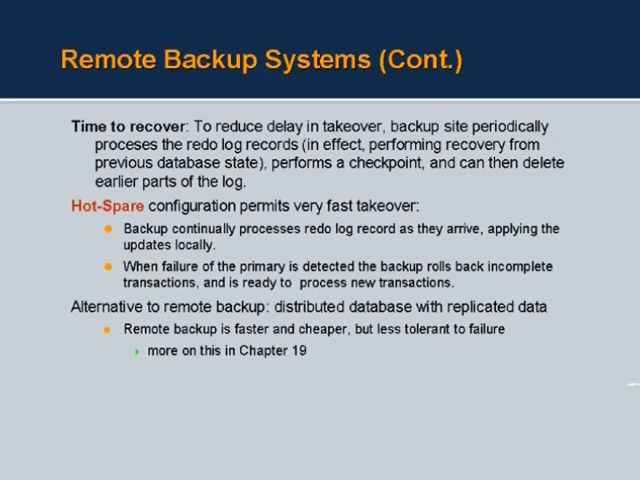 Remote Backup Systems (Cont.)
Time to recover: To reduce delay in takeover, backup site periodically
proceses the redo log records (in effect, performing recovery from
previous database state), performs a checkpoint, and can then delete
earlier parts of the log.
Hot-Spare configuration permits very fast takeover:
Backup continually processes redo log record as they arrive, applying the
updates locally.
When failure of the primary is detected the backup rolls back incomplete
transactions, and is ready to process new transactions.
Alternative to remote backup: distributed database with replicated data
Remote backup is faster and cheaper, but less tolerant to failure
more on this in Chapter 19